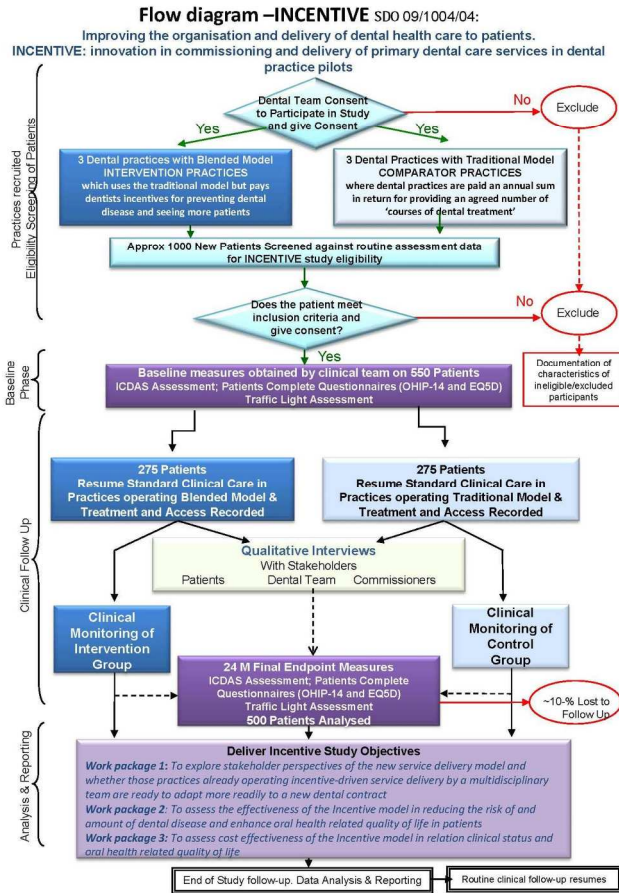 Flow diagram –INCENTIVE SDO 09/1004/04:
Improving the organisation and delivery of dental health care to patients.
INCENTIVE: innovation in commissioning and delivery of primary dental care services in dental
practice pilots
Dental Team Consent
to Participate in Study
and give Consent
No
Exclude
Yes
Yes
Practices recruited
Eligibility Screening of Patients
3 Dental practices with Blended Model
INTERVENTION PRACTICES
which uses the traditional model but pays
dentists incentives for preventing dental
disease and seeing more patients
3 Dental Practices with Traditional Model
COMPARATOR PRACTICES
where dental practices are paid an annual sum
in return for providing an agreed number of
'courses of dental treatment'
Approx 1000 New Patients Screened against routine assessment data
for INCENTIVE study eligibility
Does the patient meet
inclusion criteria and
give consent?
No
Exclude
Yes
Baseline
Phase
Baseline measures obtained by clinical team on 550 Patients
ICDAS Assessment; Patients Complete Questionnaires (OHIP-14 and EQ5D)
Traffic Light Assessment
Documentation of
characteristics of
ineligible/excluded
participants
Clinical Follow Up
275 Patients
Resume Standard Clinical Care in
Practices operating Blended Model &
Treatment and Access Recorded
275 Patients
Resume Standard Clinical Care in
Practices operating Traditional Model &
Treatment and Access Recorded
Qualitative Interviews
With Stakeholders
Patients Dental Team Commissioners
Clinical
Monitoring of
Intervention
Group
Clinical
Monitoring of
Control
Group
24 M Final Endpoint Measures
ICDAS Assessment; Patients Complete
Questionnaires (OHIP-14 and EQ5D)
Traffic Light Assessment
500 Patients Analysed
~10-% Lost to
Follow Up
Analysis & Reporting
Deliver Incentive Study Objectives
Work package 1: To explore stakeholder perspectives of the new service delivery model and
whether those practices already operating incentive-driven service delivery by a multidisciplinary
team are ready to adapt more readily to a new dental contract
Work package 2: To assess the effectiveness of the Incentive model in reducing the risk of and
amount of dental disease and enhance oral health related quality of life in patients
Work package 3: To assess cost effectiveness of the Incentive model in relation clinical status and
oral health related quality of life
End of Study follow-up. Data Analysis & Reporting
Routine clinical follow-up resumes